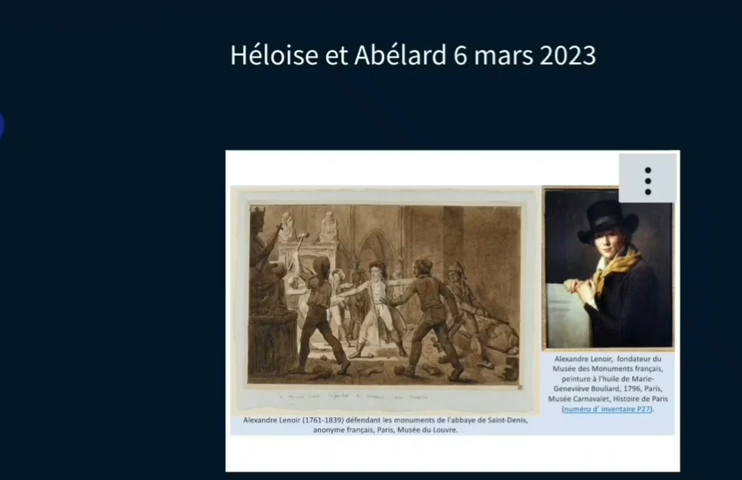 Héloise et Abélard 6 mars 2023
Alexandre Lenoir (1761-1839) défendant les monuments de l'abbaye de Saint-Denis,
anonyme français, Paris, Musée du Louvre.
Alexandre Lenoir, fondateur du
Musée des Monuments français,
peinture à l'huile de Marie-
Geneviève Bouliard, 1796, Paris,
Musée Carnavalet, Histoire de Paris
(numéro d' inventaire P27).